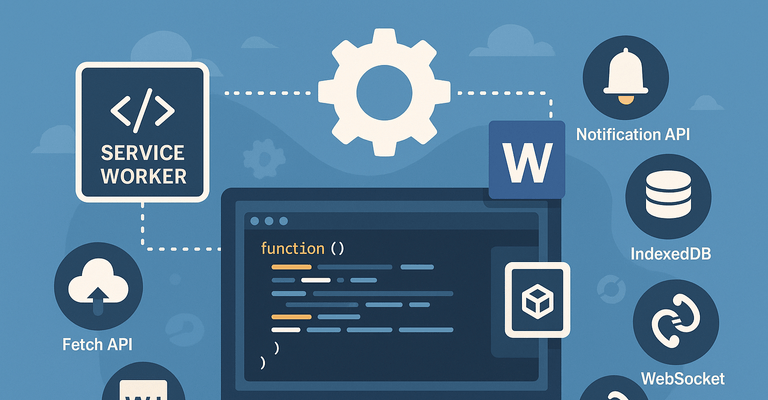 </>
SERVICE
WORKER
W
Notification API
IndexedDB
function ()
)
)
Fetch API
WebSocket